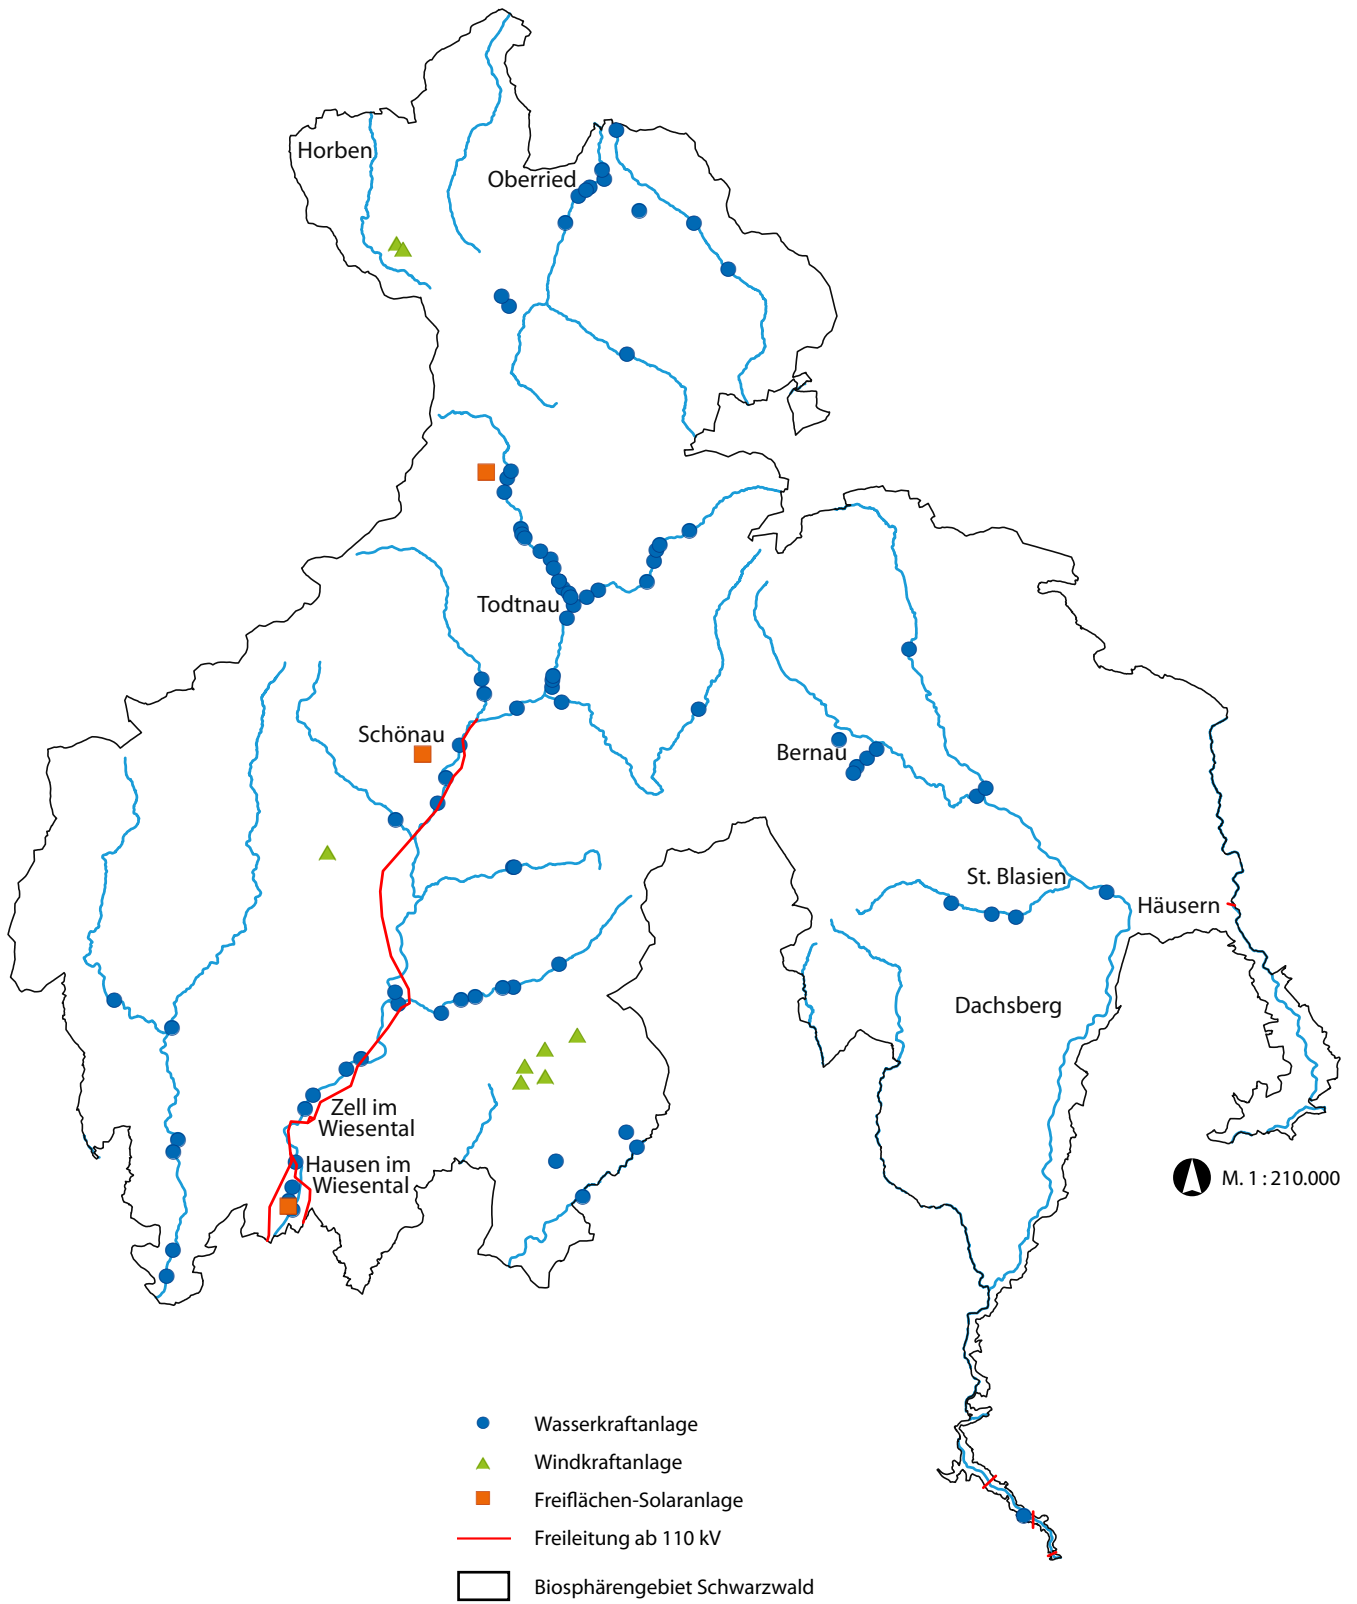 Horben
Oberried
Todtnau
Schönau
Bernau
St. Blasien
Häusern
Dachsberg
Zell im
Wiesental
Hausen im
Wiesental
M. 1 : 210.000
Wasserkraftanlage
Windkraftanlage
Freiflächen-Solaranlage
Freileitung ab 110 kV
Biosphärengebiet Schwarzwald